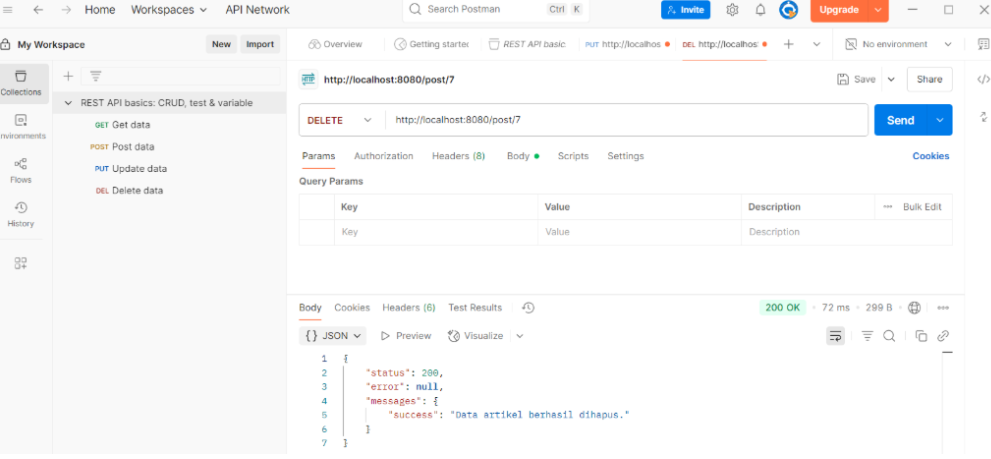 Home Workspaces API Network Search Postman Ctrl K Invite Upgrade
My Workspace New Import Overview Getting starte REST API basic PUT http://localhos DEL http://localhos No environment
Collections
nvironments
Flows
History
REST API basics: CRUD, test & variable
GET Get data
POST Post data
PUT Update data
DEL Delete data
HTTP http://localhost:8080/post/7 Save Share
DELETE http://localhost:8080/post/7 Send
Params Authorization Headers (8) Body Scripts Settings Cookies
Query Params
Key Value Description Bulk Edit
Key Value Description
Body Cookies Headers (6) Test Results 200 OK 72 ms 299 B
{} JSON Preview Visualize
1 {
2 "status": 200,
3 "error": null,
4 "messages": {
5 "success": "Data artikel berhasil dihapus."
6 }
7 }